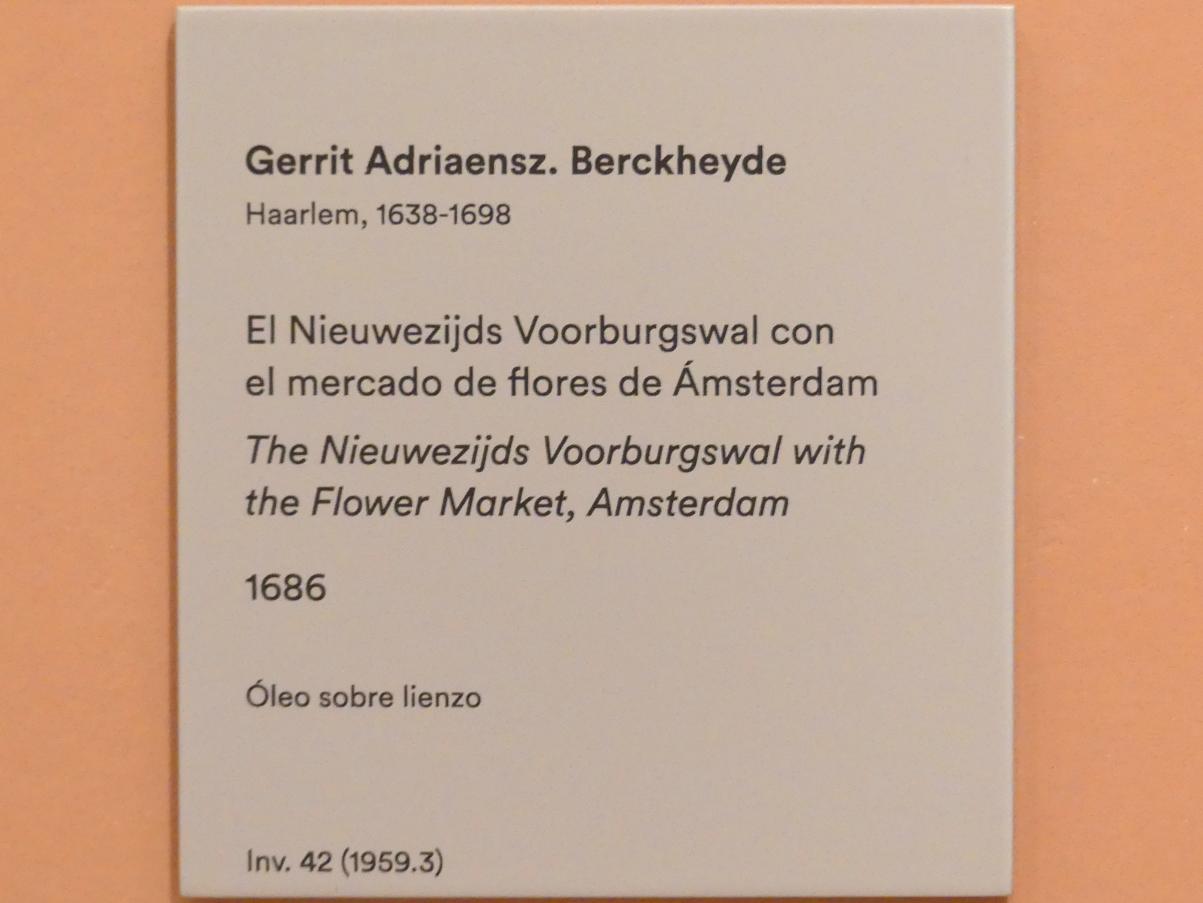 Gerrit Adriaensz. Berckheyde
Haarlem, 1638-1698
El Nieuwezijds Voorburgswal con
el mercado de flores de Ámsterdam
The Nieuwezijds Voorburgswal with
the Flower Market, Amsterdam
1686
Óleo sobre lienzo
Inv. 42 (1959.3)